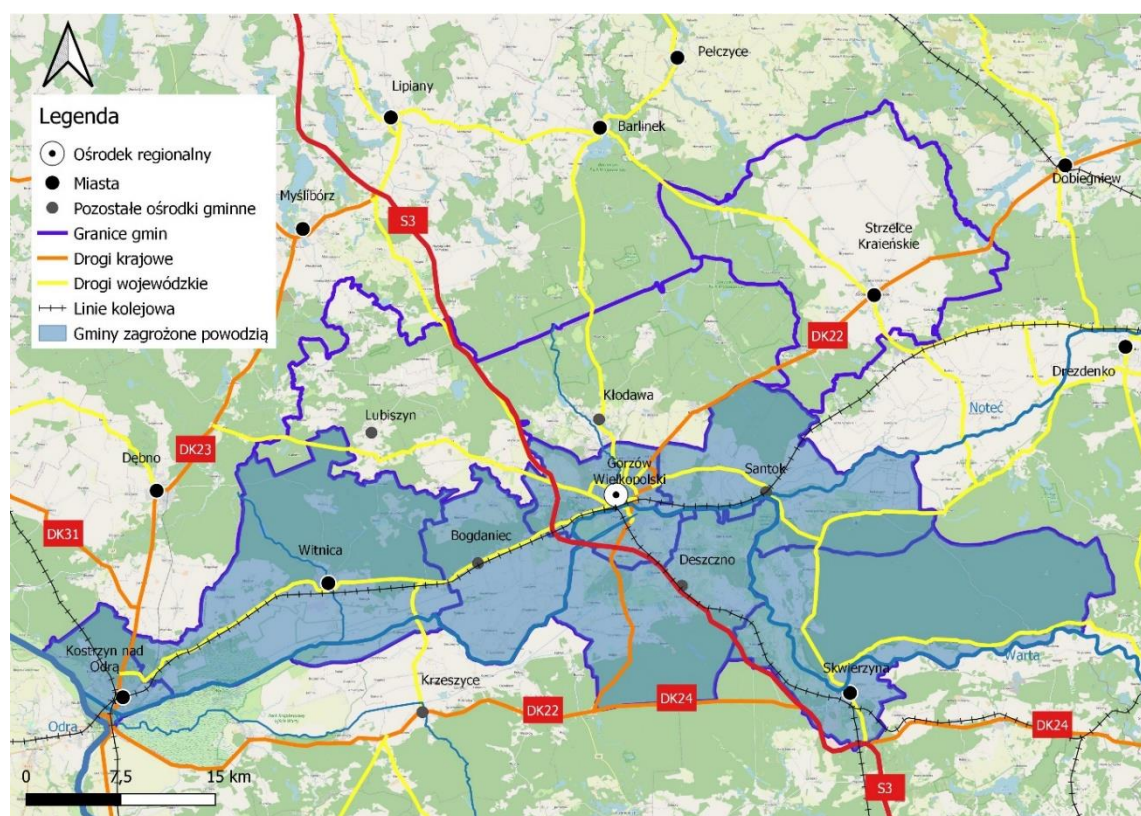 Pełczyce
Lipiany
Barlinek
Legenda
Ośrodek regionalny
Miasta
Pozostałe ośrodki gminne
Granice gmin
Drogi krajowe
Drogi wojewódzkie
Linie kolejowa
Gminy zagrożone powodzią
Myślibórz
S3
Dobiegniew
Strzelce
Kraieńskie
DK22
Drezdenko
Kłodawa
Lubiszyn
Noteć
DK23
Dębno
Gorzów
Wielkopolski
Santok
DK31
Bogdaniec
Witnica
Deszczno
Kostrzyn nad
Odrą
Skwierzyna
Warta
Krzeszyce
DK24
DK22
DK24
Odra
0 7,5 15 km
S3